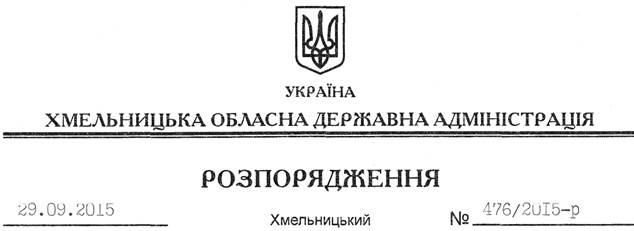 УКРАЇНА
ХМЕЛЬНИЦЬКА ОБЛАСНА ДЕРЖАВНА АДМІНІСТРАЦІЯ
РОЗПОРЯДЖЕННЯ
29.09.2015 Хмельницький № 476/2015-р